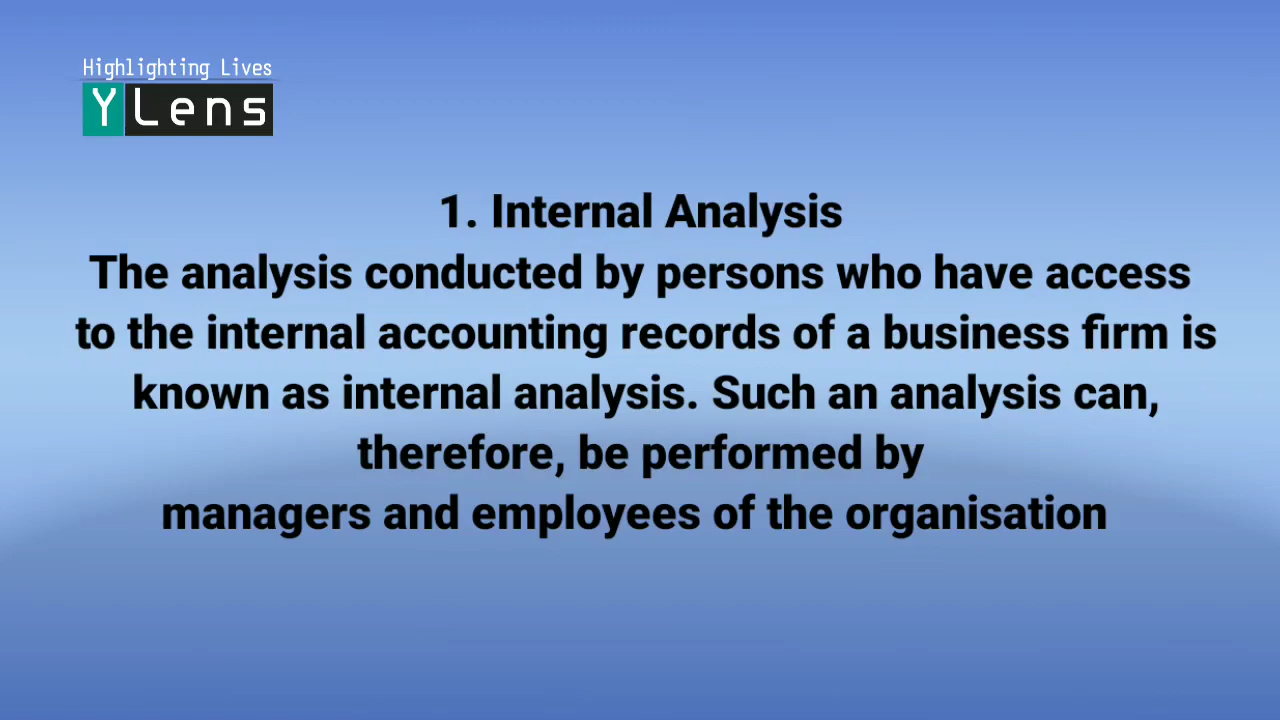 Highlighting Lives
YLens
1. Internal Analysis
The analysis conducted by persons who have access
to the internal accounting records of a business firm is
known as internal analysis. Such an analysis can,
therefore, be performed by
managers and employees of the organisation